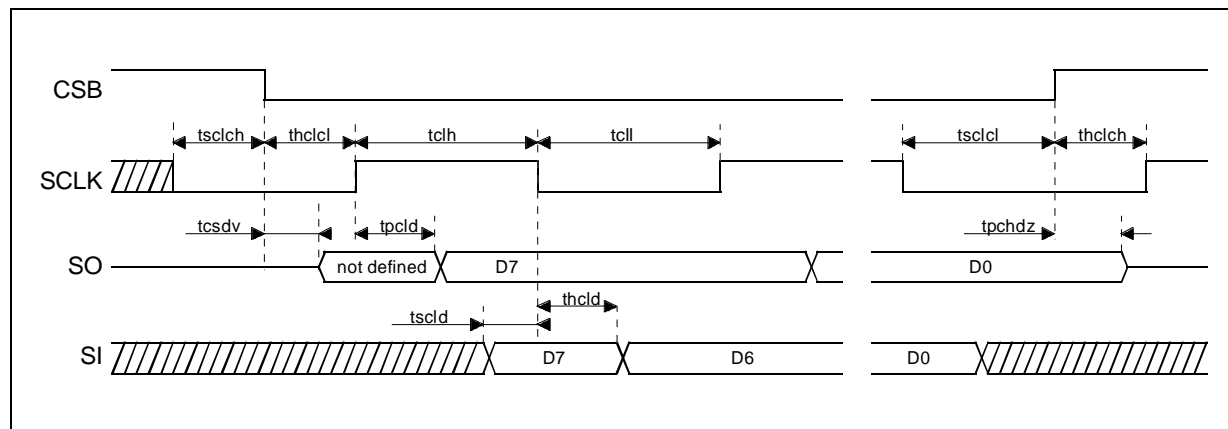 CSB
tsclch thclcl tclh tcll tsclcl thclch
SCLK
tcsdv tpcld tpchdz
SO not defined D7 D0
thcld
tscld
SI D7 D6 D0